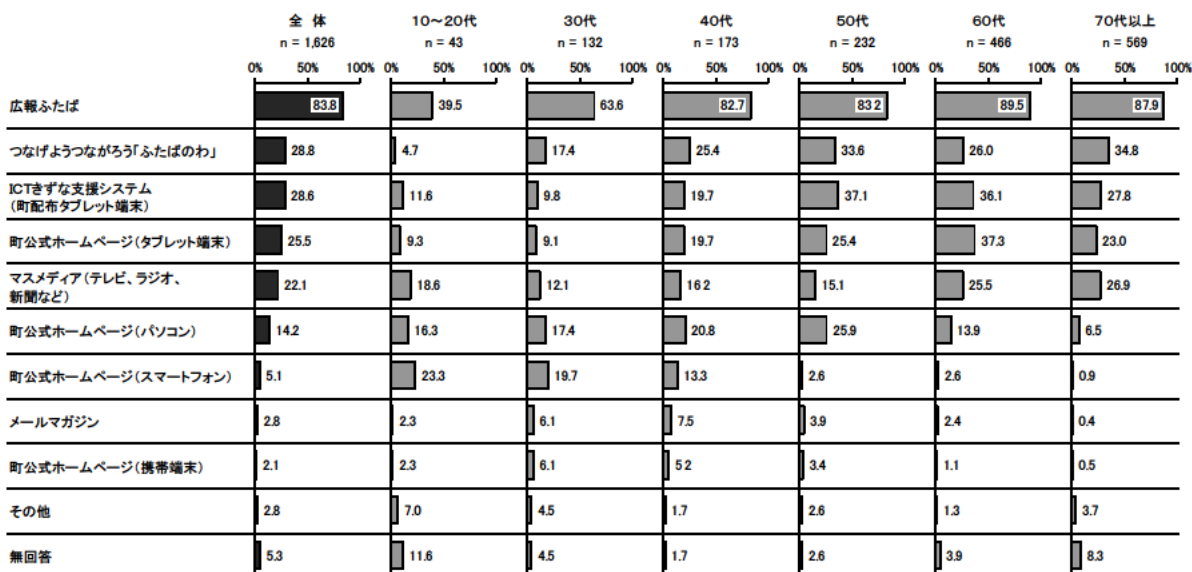 全 体 10～20代 30代 40代 50代 60代 70代以上
n = 1,626 n = 43 n = 132 n = 173 n = 232 n = 466 n = 569
0% 50% 100% 0% 50% 100% 0% 50% 100% 0% 50% 100% 0% 50% 100% 0% 50% 100% 0% 50% 100%
広報ふたば 83.8 39.5 63.6 82.7 83 2 89.5 87.9
つなげようつながろう「ふたばのわ」 28.8 4.7 17.4 25.4 33.6 26.0 34.8
ICTきずな支援システム
（町配布タブレット端末） 28.6 11.6 9.8 19.7 37.1 36.1 27.8
町公式ホームページ（タブレット端末） 25.5 9.3 9.1 19.7 25.4 37.3 23.0
マスメディア（テレビ、ラジオ、
新聞など） 22.1 18.6 12.1 16 2 15.1 25.5 26.9
町公式ホームページ（パソコン） 14.2 16.3 17.4 20.8 25.9 13.9 6.5
町公式ホームページ（スマートフォン） 5.1 23.3 19.7 13.3 2.6 2.6 0.9
メールマガジン 2.8 2.3 6.1 7.5 3.9 2.4 0.4
町公式ホームページ（携帯端末） 2.1 2.3 6.1 5 2 3.4 1.1 0.5
その他 2.8 7.0 4.5 1.7 2.6 1.3 3.7
無回答 5.3 11.6 4.5 1.7 2.6 3.9 8.3